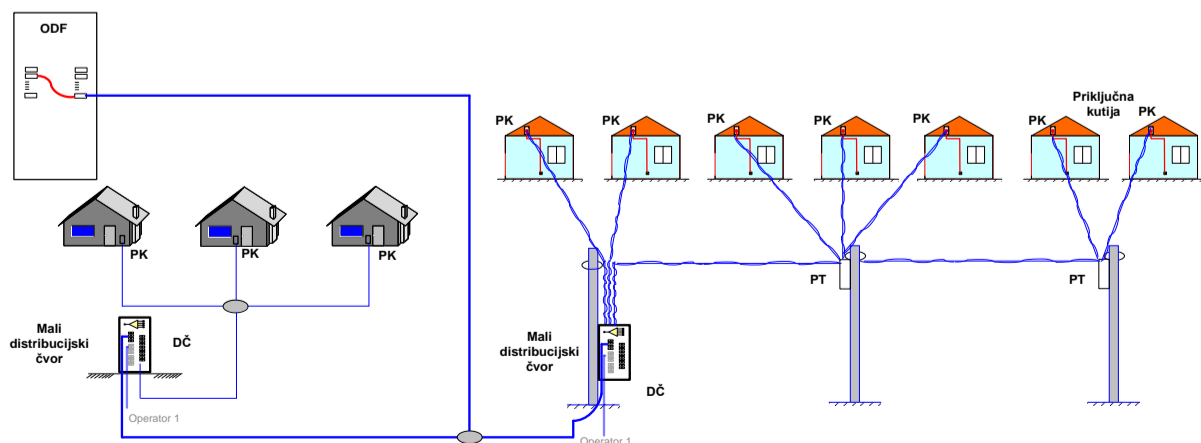 ODF
PK
PK
PK
PK
PK
PK
Priključna
kutija
PK
PK
PK
PK
PT
PT
Mali
distribucijski
čvor
DČ
Mali
distribucijski
čvor
DČ
Operator 1
Operator 1